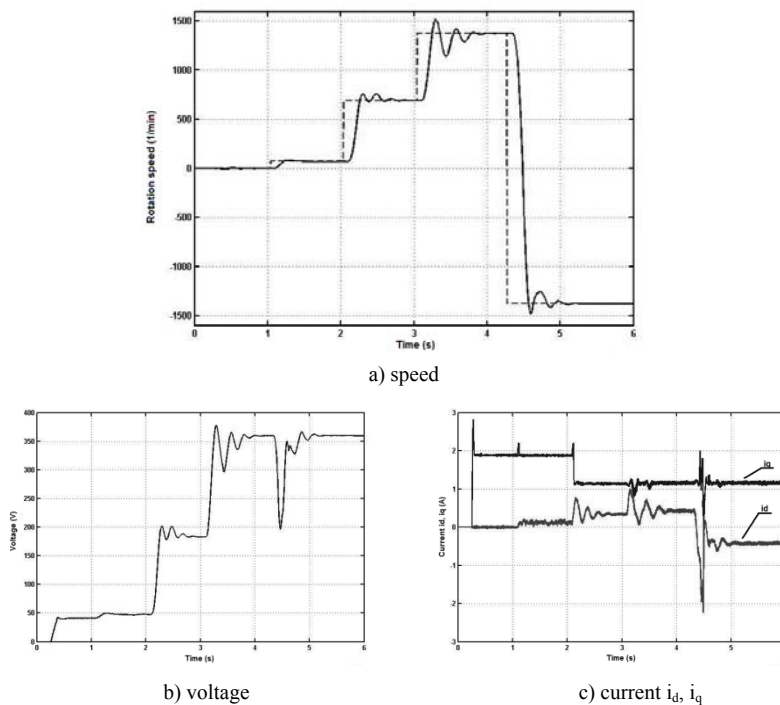 1500
1000
500
0
-500
-1000
-1500
Rotation speed (1/min)
0 1 2 3 4 5 6
Time (s)
a) speed
400
350
300
250
200
150
100
50
0
Voltage (V)
0 1 2 3 4 5 6
Time (s)
b) voltage
3
2
1
0
-1
-2
-3
Current id, iq (A)
iq
id
0 1 2 3 4 5
Time (s)
c) current id, iq